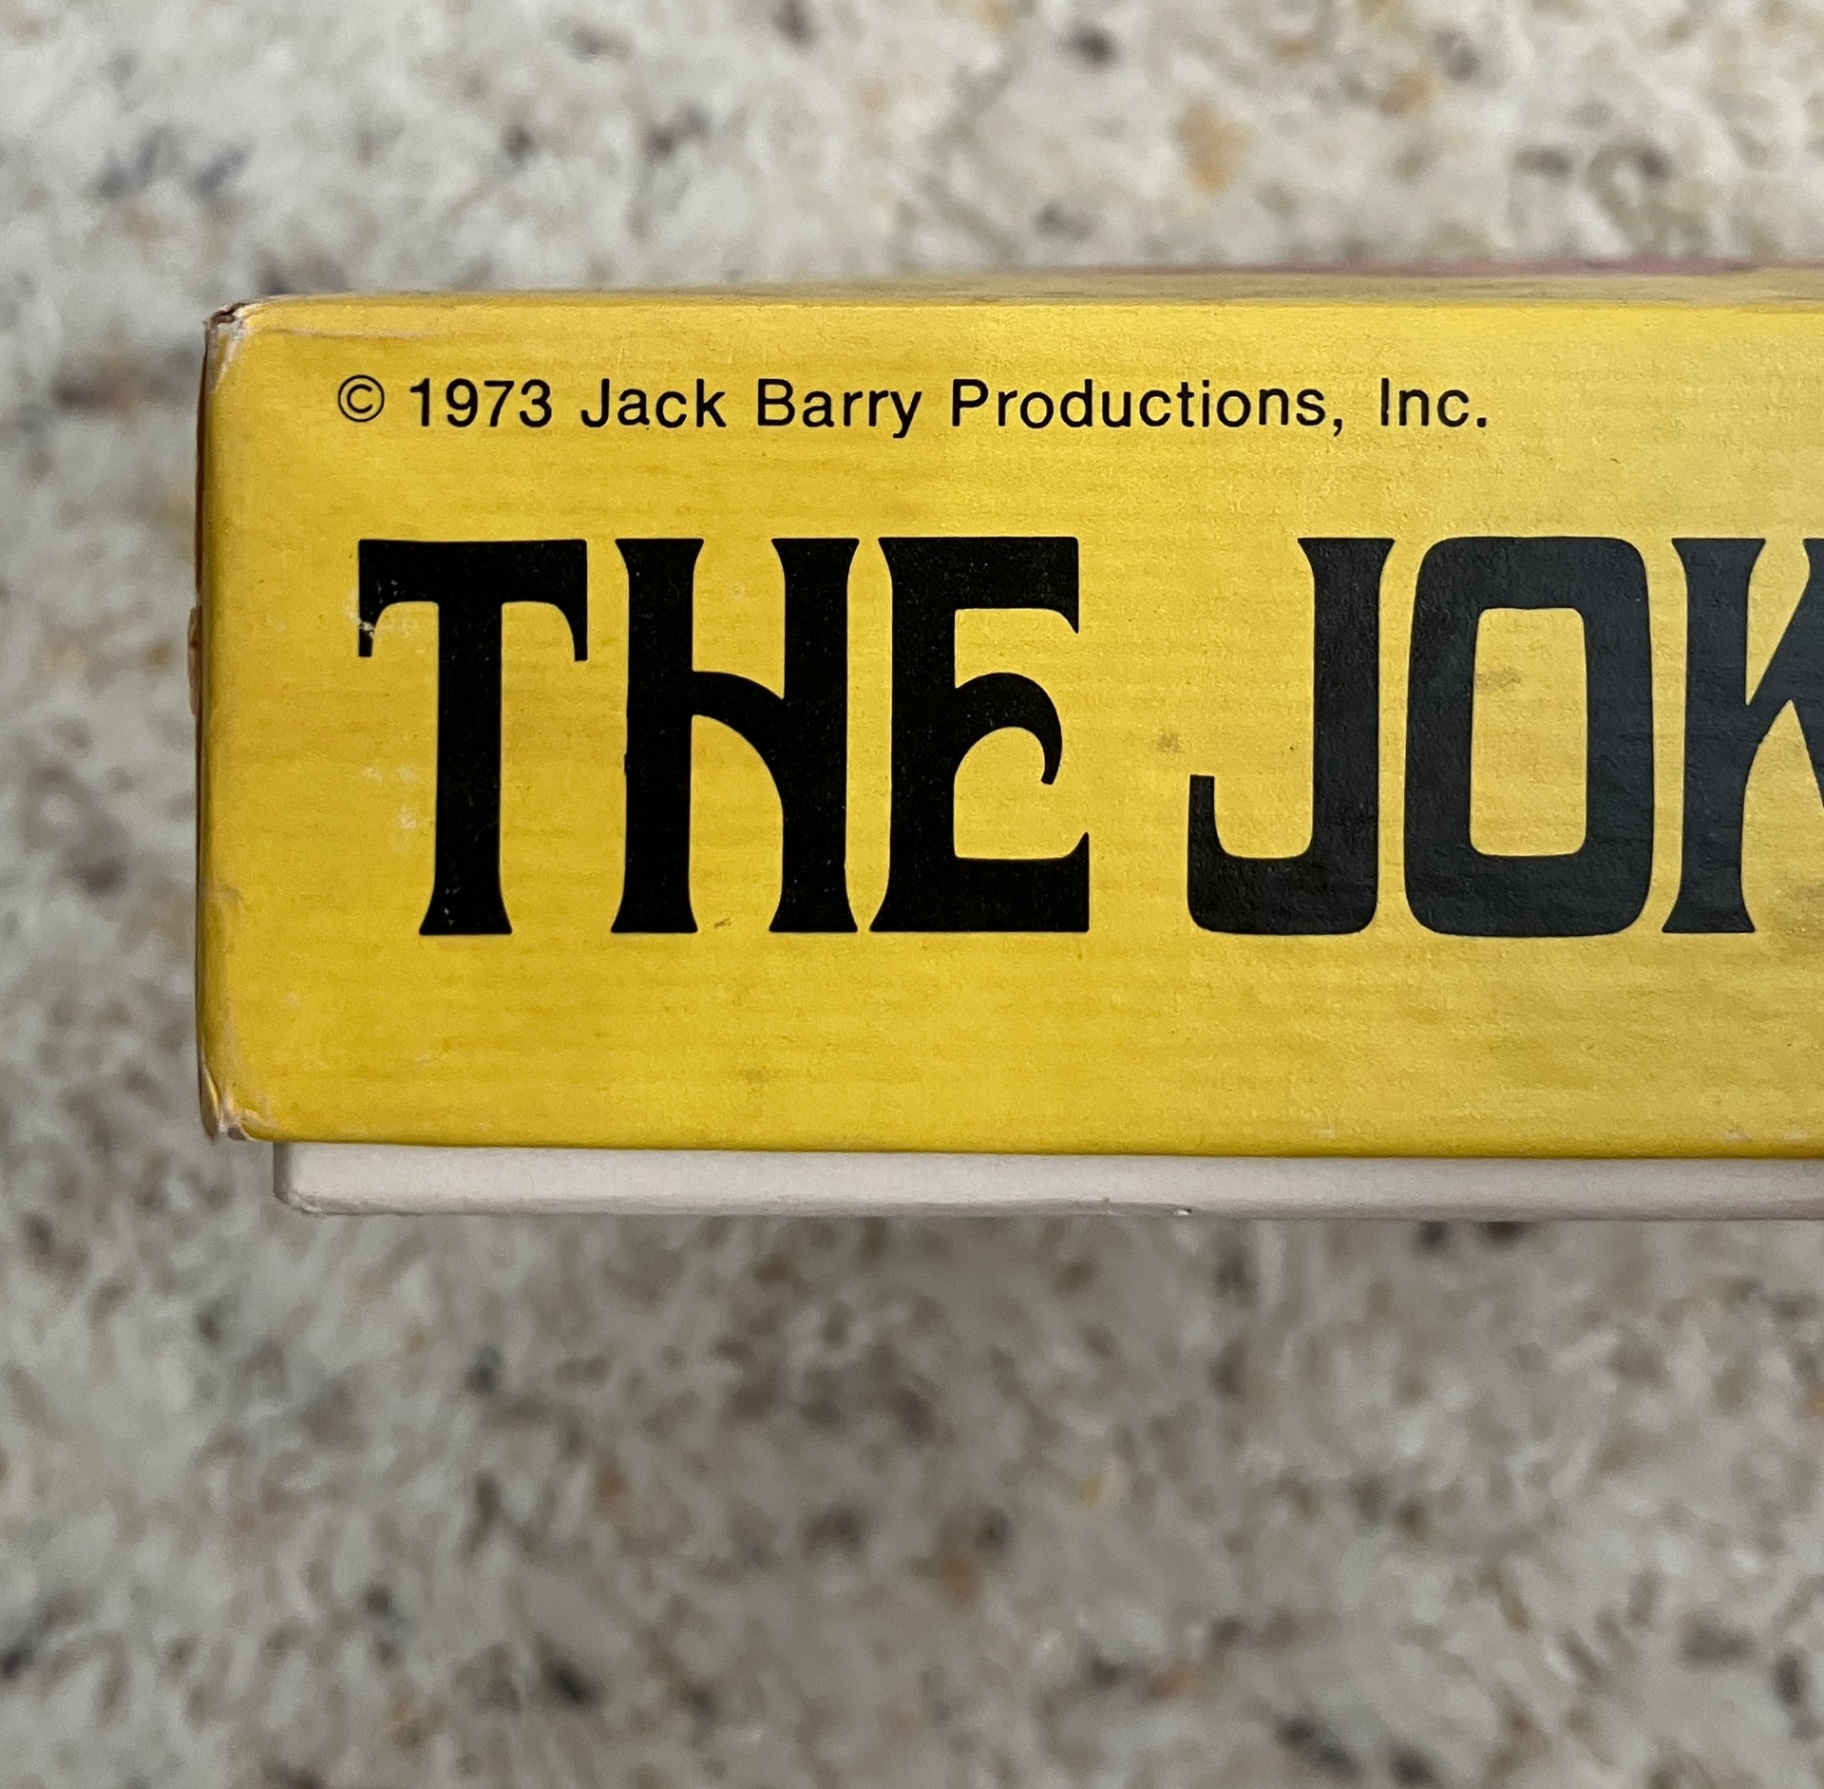 © 1973 Jack Barry Productions, Inc.
THE JOK